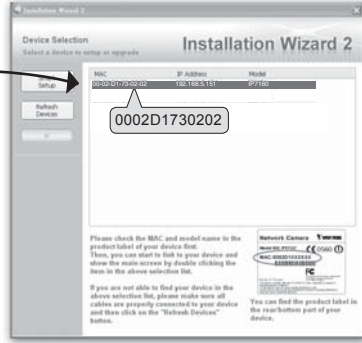 Installation Wizard 2
Device Selection
Select a device to setup or upgrade
Installation Wizard 2
MAC IP Address Model
00-02-D1-73-02-02 192.168.5.151 IP7160
Setup
0002D1730202
Refresh
Devices
Please check the MAC and model name in the
product label of your device first.
Then, you can start to link to your device and
show the main screen by double clicking the
item in the above selection list.
If you are not able to find your device in the
above selection list, please make sure all
cables are properly connected to your device
and then click on the "Refresh Devices"
button.
Network Camera
0560
You can find the product label in
the rear/bottom part of your
device.